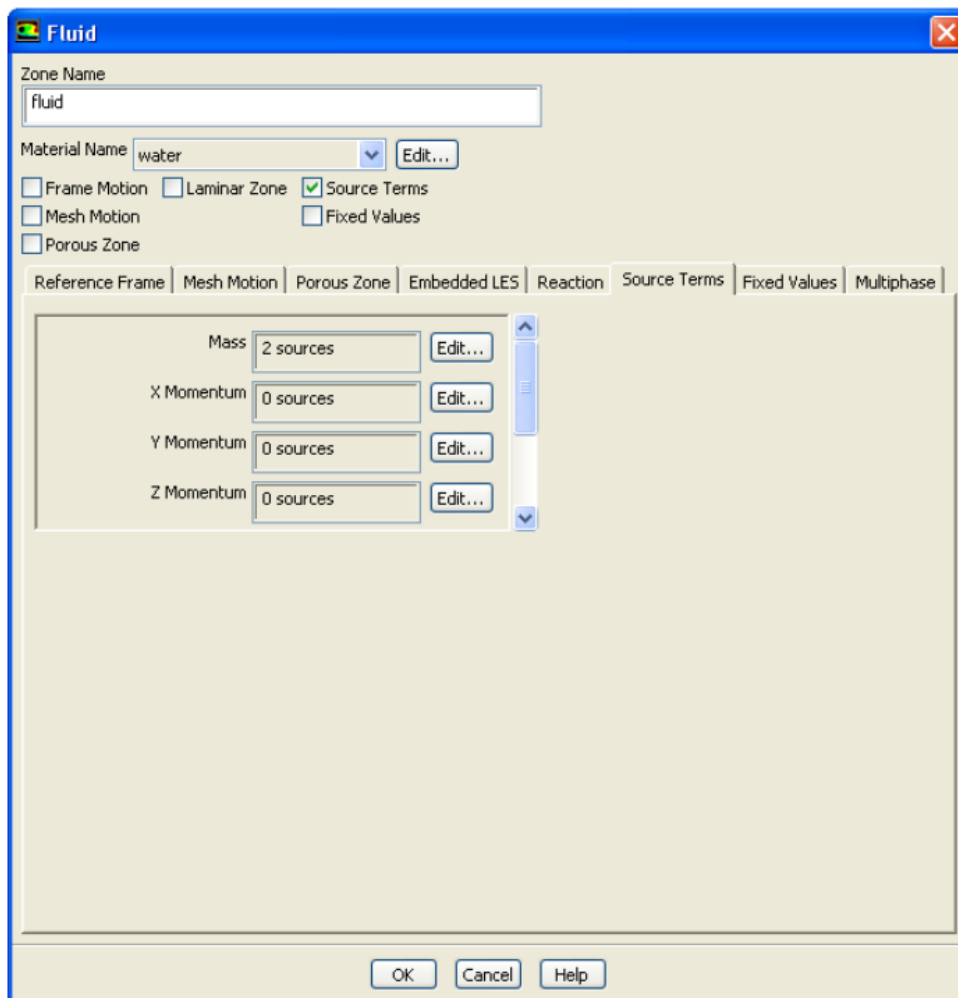 Fluid
Zone Name
fluid
Material Name water Edit...
Frame Motion Laminar Zone Source Terms
Mesh Motion Fixed Values
Porous Zone
Reference Frame Mesh Motion Porous Zone Embedded LES Reaction Source Terms Fixed Values Multiphase
Mass 2 sources Edit...
X Momentum 0 sources Edit...
Y Momentum 0 sources Edit...
Z Momentum 0 sources Edit...
OK Cancel Help